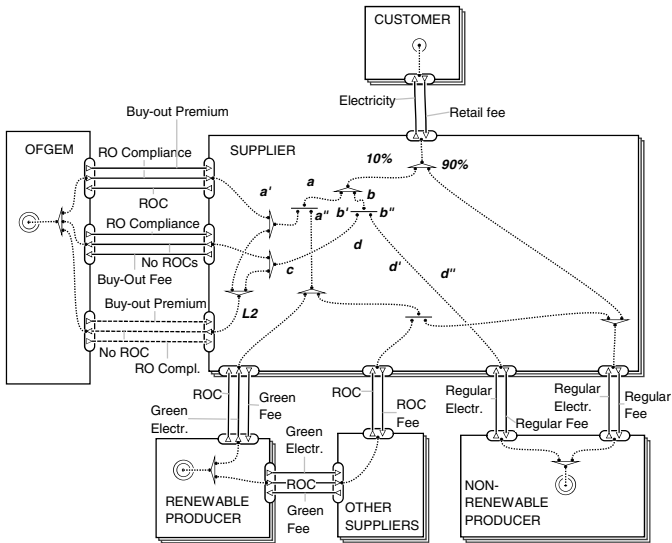 CUSTOMER
Electricity
Retail fee
Buy-out Premium
OFGEM
RO Compliance
SUPPLIER
10%
90%
ROC
a'
a
b
a''
b'
b''
RO Compliance
d
No ROCs
c
d'
d''
Buy-Out Fee
Buy-out Premium
L2
No ROC
RO Compl.
ROC
Green
Electr.
Green
Fee
ROC
ROC
Fee
Regular
Electr.
Regular Fee
Regular
Electr.
Regular
Fee
Green
Electr.
ROC
Green
Fee
RENEWABLE
PRODUCER
OTHER
SUPPLIERS
NON-
RENEWABLE
PRODUCER